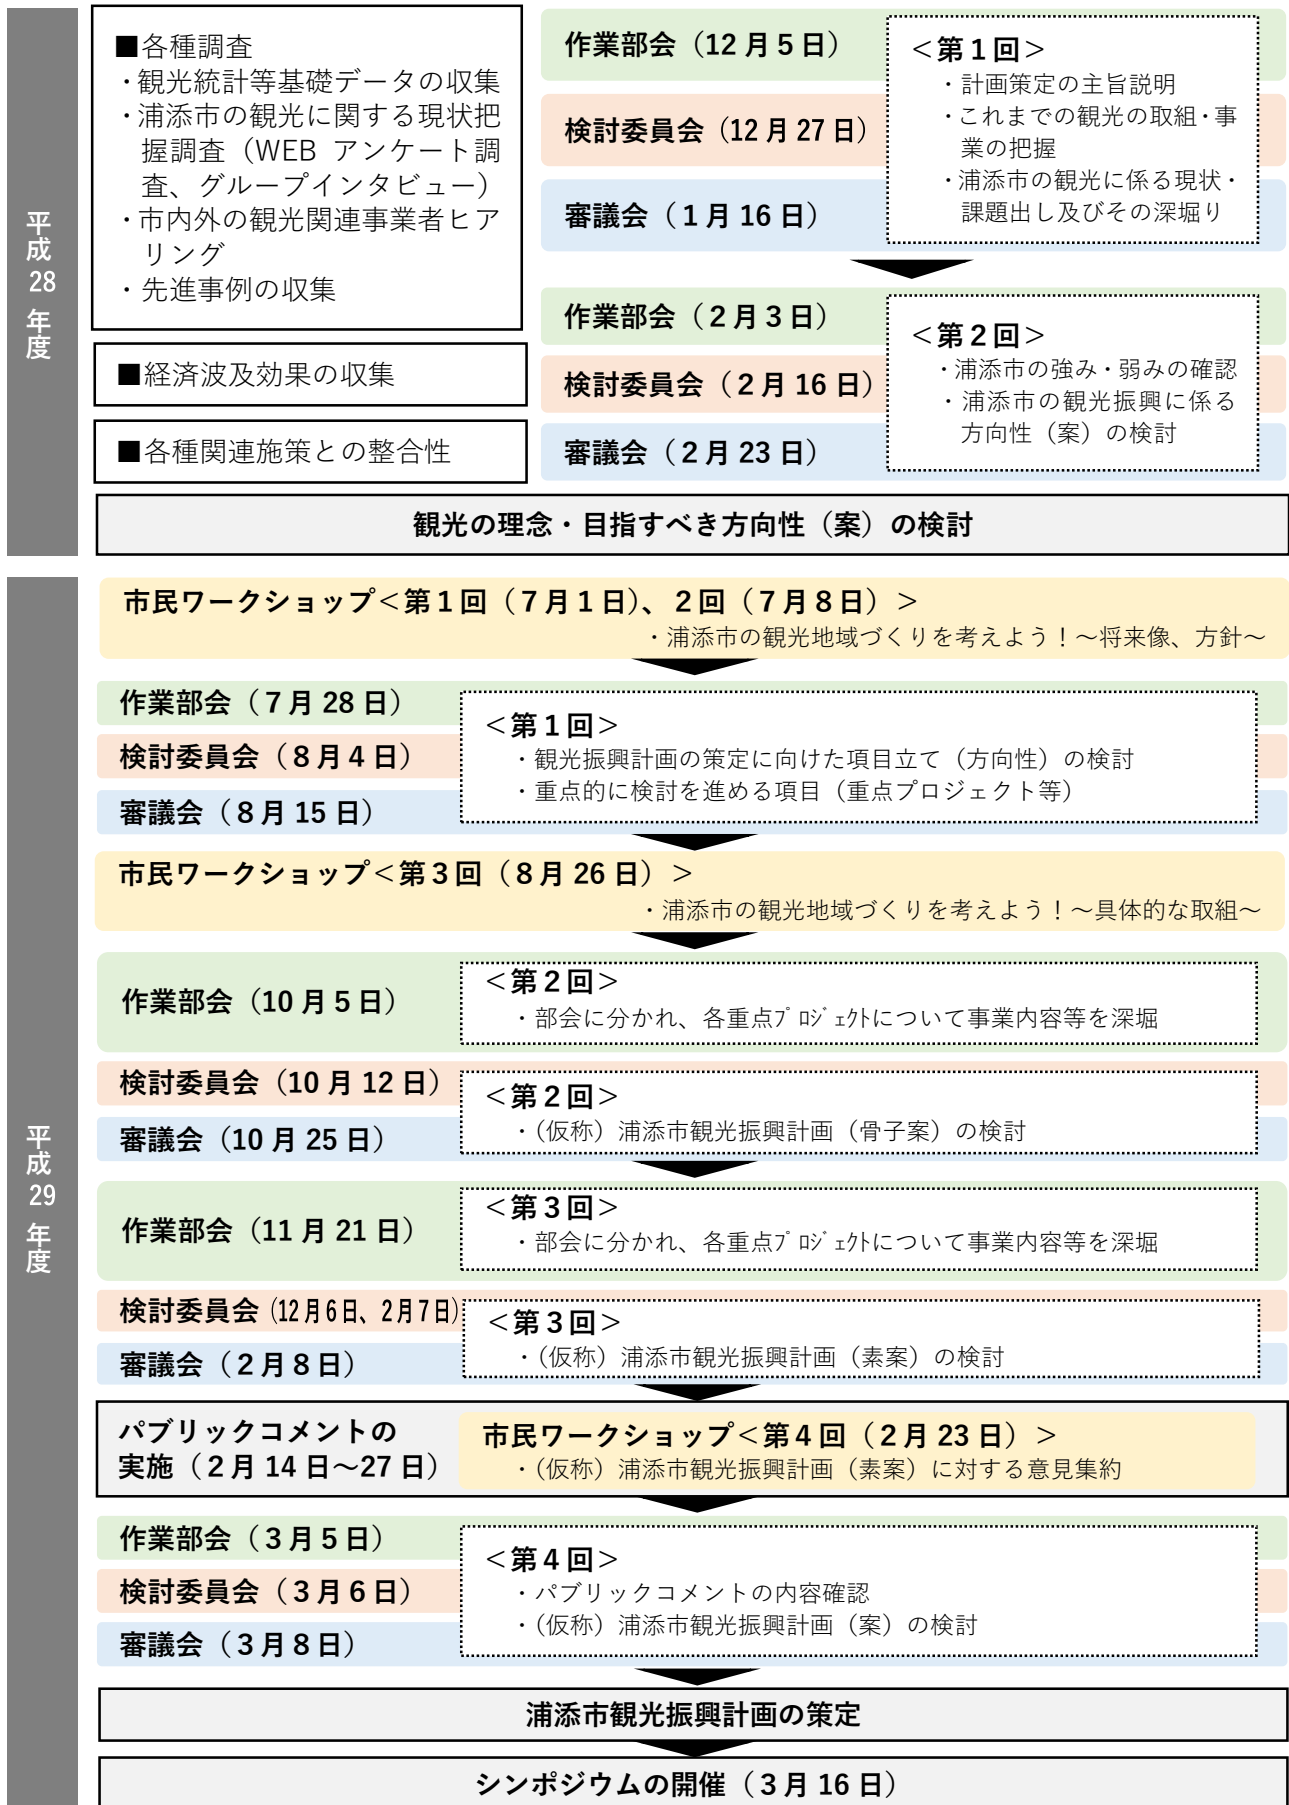 平成28年度
■各種調査
・観光統計等基礎データの収集
・浦添市の観光に関する現状把
握調査（WEB アンケート調
査、グループインタビュー）
・市内外の観光関連事業者ヒア
リング
・先進事例の収集
■経済波及効果の収集
■各種関連施策との整合性
作業部会（12月5日）
検討委員会（12月27日）
審議会（1月16日）
＜第1回＞
・計画策定の主旨説明
・これまでの観光の取組・事
業の把握
・浦添市の観光に係る現状・
課題出し及びその深堀り
作業部会（2月3日）
検討委員会（2月16日）
審議会（2月23日）
＜第2回＞
・浦添市の強み・弱みの確認
・浦添市の観光振興に係る
方向性（案）の検討
観光の理念・目指すべき方向性（案）の検討
平成29年度
市民ワークショップ＜第1回（7月1日）、2回（7月8日）＞
・浦添市の観光地域づくりを考えよう！～将来像、方針～
作業部会（7月28日）
検討委員会（8月4日）
審議会（8月15日）
＜第1回＞
・観光振興計画の策定に向けた項目立て（方向性）の検討
・重点的に検討を進める項目（重点プロジェクト等）
市民ワークショップ＜第3回（8月26日）＞
・浦添市の観光地域づくりを考えよう！～具体的な取組～
作業部会（10月5日）
＜第2回＞
・部会に分かれ、各重点ﾌﾟﾛｼﾞｪｸﾄについて事業内容等を深堀
検討委員会（10月12日）
審議会（10月25日）
＜第2回＞
・（仮称）浦添市観光振興計画（骨子案）の検討
作業部会（11月21日）
＜第3回＞
・部会に分かれ、各重点ﾌﾟﾛｼﾞｪｸﾄについて事業内容等を深堀
検討委員会（12月6日、2月7日）
審議会（2月8日）
＜第3回＞
・（仮称）浦添市観光振興計画（素案）の検討
パブリックコメントの
実施（2月14日～27日）
市民ワークショップ＜第4回（2月23日）＞
・（仮称）浦添市観光振興計画（素案）に対する意見集約
作業部会（3月5日）
検討委員会（3月6日）
審議会（3月8日）
＜第4回＞
・パブリックコメントの内容確認
・（仮称）浦添市観光振興計画（案）の検討
浦添市観光振興計画の策定
シンポジウムの開催（3月16日）